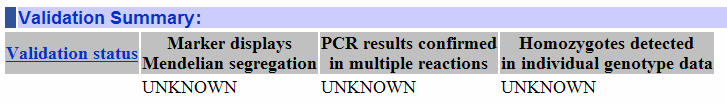 Validation Summary:
Validation status
Marker displays
Mendelian segregation
PCR results confirmed
in multiple reactions
Homozygotes detected
in individual genotype data
UNKNOWN
UNKNOWN
UNKNOWN